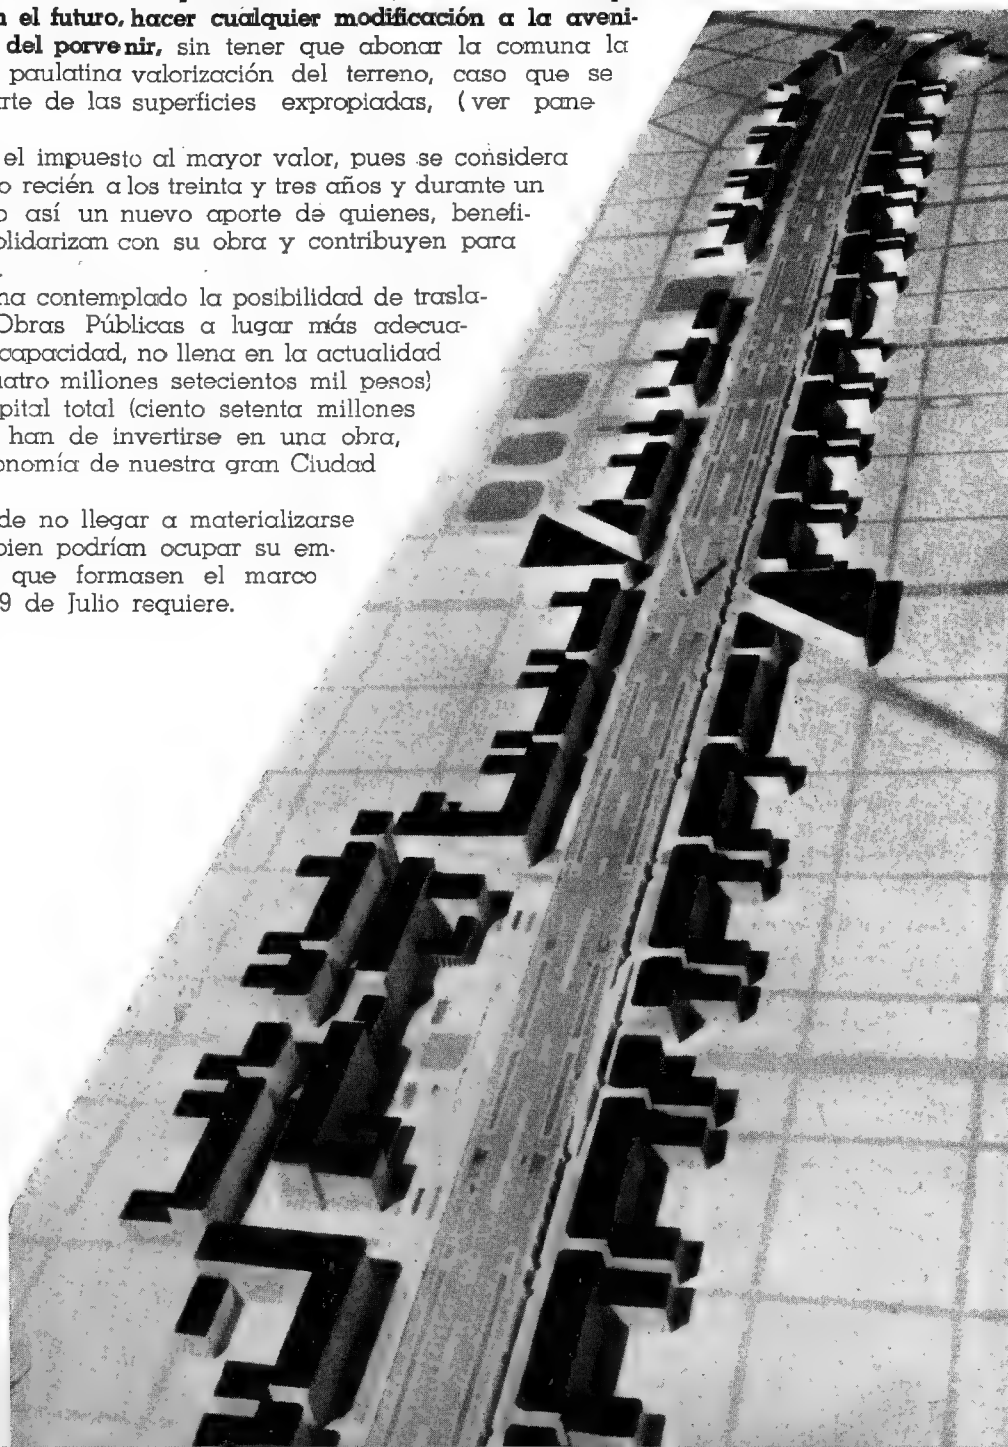 n el futuro, hacer cualquier modificación a la aveni-
del porvenir, sin tener que abonar la comuna la
paulatina valorización del terreno, caso que se
rte de las superficies expropiadas, (ver pane
el impuesto al mayor valor, pues se considera
o recién a los treinta y tres años y durante un
o así un nuevo aporte de quienes, benefi-
olidarizan con su obra y contribuyen para
ha contemplado la posibilidad de trasla-
Obras Públicas a lugar más adecua-
capacidad, no llena en la actualidad
uatro millones setecientos mil pesos)
pital total (ciento setenta millones
han de invertirse en una obra,
onomía de nuestra gran Ciudad
de no llegar a materializarse
bien podrían ocupar su em-
que formasen el marco
9 de Julio requiere.